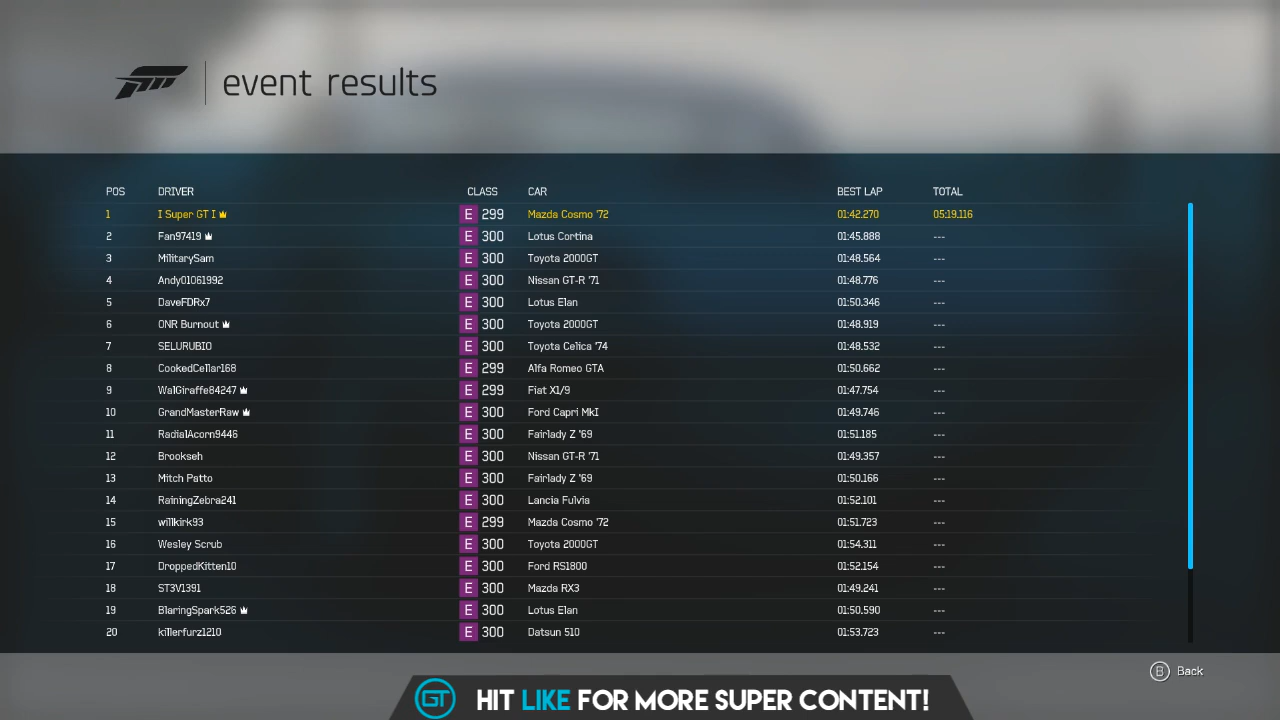 event results
POS DRIVER CLASS CAR BEST LAP TOTAL
1 I Super GT I E 299 Mazda Cosmo '72 01:42.270 05:19.116
2 Fan97419 E 300 Lotus Cortina 01:45.888 ---
3 MilitarySam E 300 Toyota 2000GT 01:48.564 ---
4 Andy01061992 E 300 Nissan GT-R '71 01:48.776 ---
5 DaveFDRx7 E 300 Lotus Elan 01:50.346 ---
6 ONR Burnout E 300 Toyota 2000GT 01:48.919 ---
7 SELURUBIO E 300 Toyota Celica '74 01:48.532 ---
8 CookedCellar168 E 299 Alfa Romeo GTA 01:50.662 ---
9 WalGiraffe84247 E 299 Fiat X1/9 01:47.754 ---
10 GrandMasterRaw E 300 Ford Capri MkI 01:49.746 ---
11 RadialAcorn9446 E 300 Fairlady Z '69 01:51.185 ---
12 Brookseh E 300 Nissan GT-R '71 01:49.357 ---
13 Mitch Patto E 300 Fairlady Z '69 01:50.166 ---
14 RainingZebra241 E 300 Lancia Fulvia 01:52.101 ---
15 willkirk93 E 299 Mazda Cosmo '72 01:51.723 ---
16 Wesley Scrub E 300 Toyota 2000GT 01:54.311 ---
17 DroppedKitten10 E 300 Ford RS1800 01:52.154 ---
18 ST3V1391 E 300 Mazda RX3 01:49.241 ---
19 BlaringSpark526 E 300 Lotus Elan 01:50.590 ---
20 killerfurz1210 E 300 Datsun 510 01:53.723 ---
B Back
GT HIT LIKE FOR MORE SUPER CONTENT!